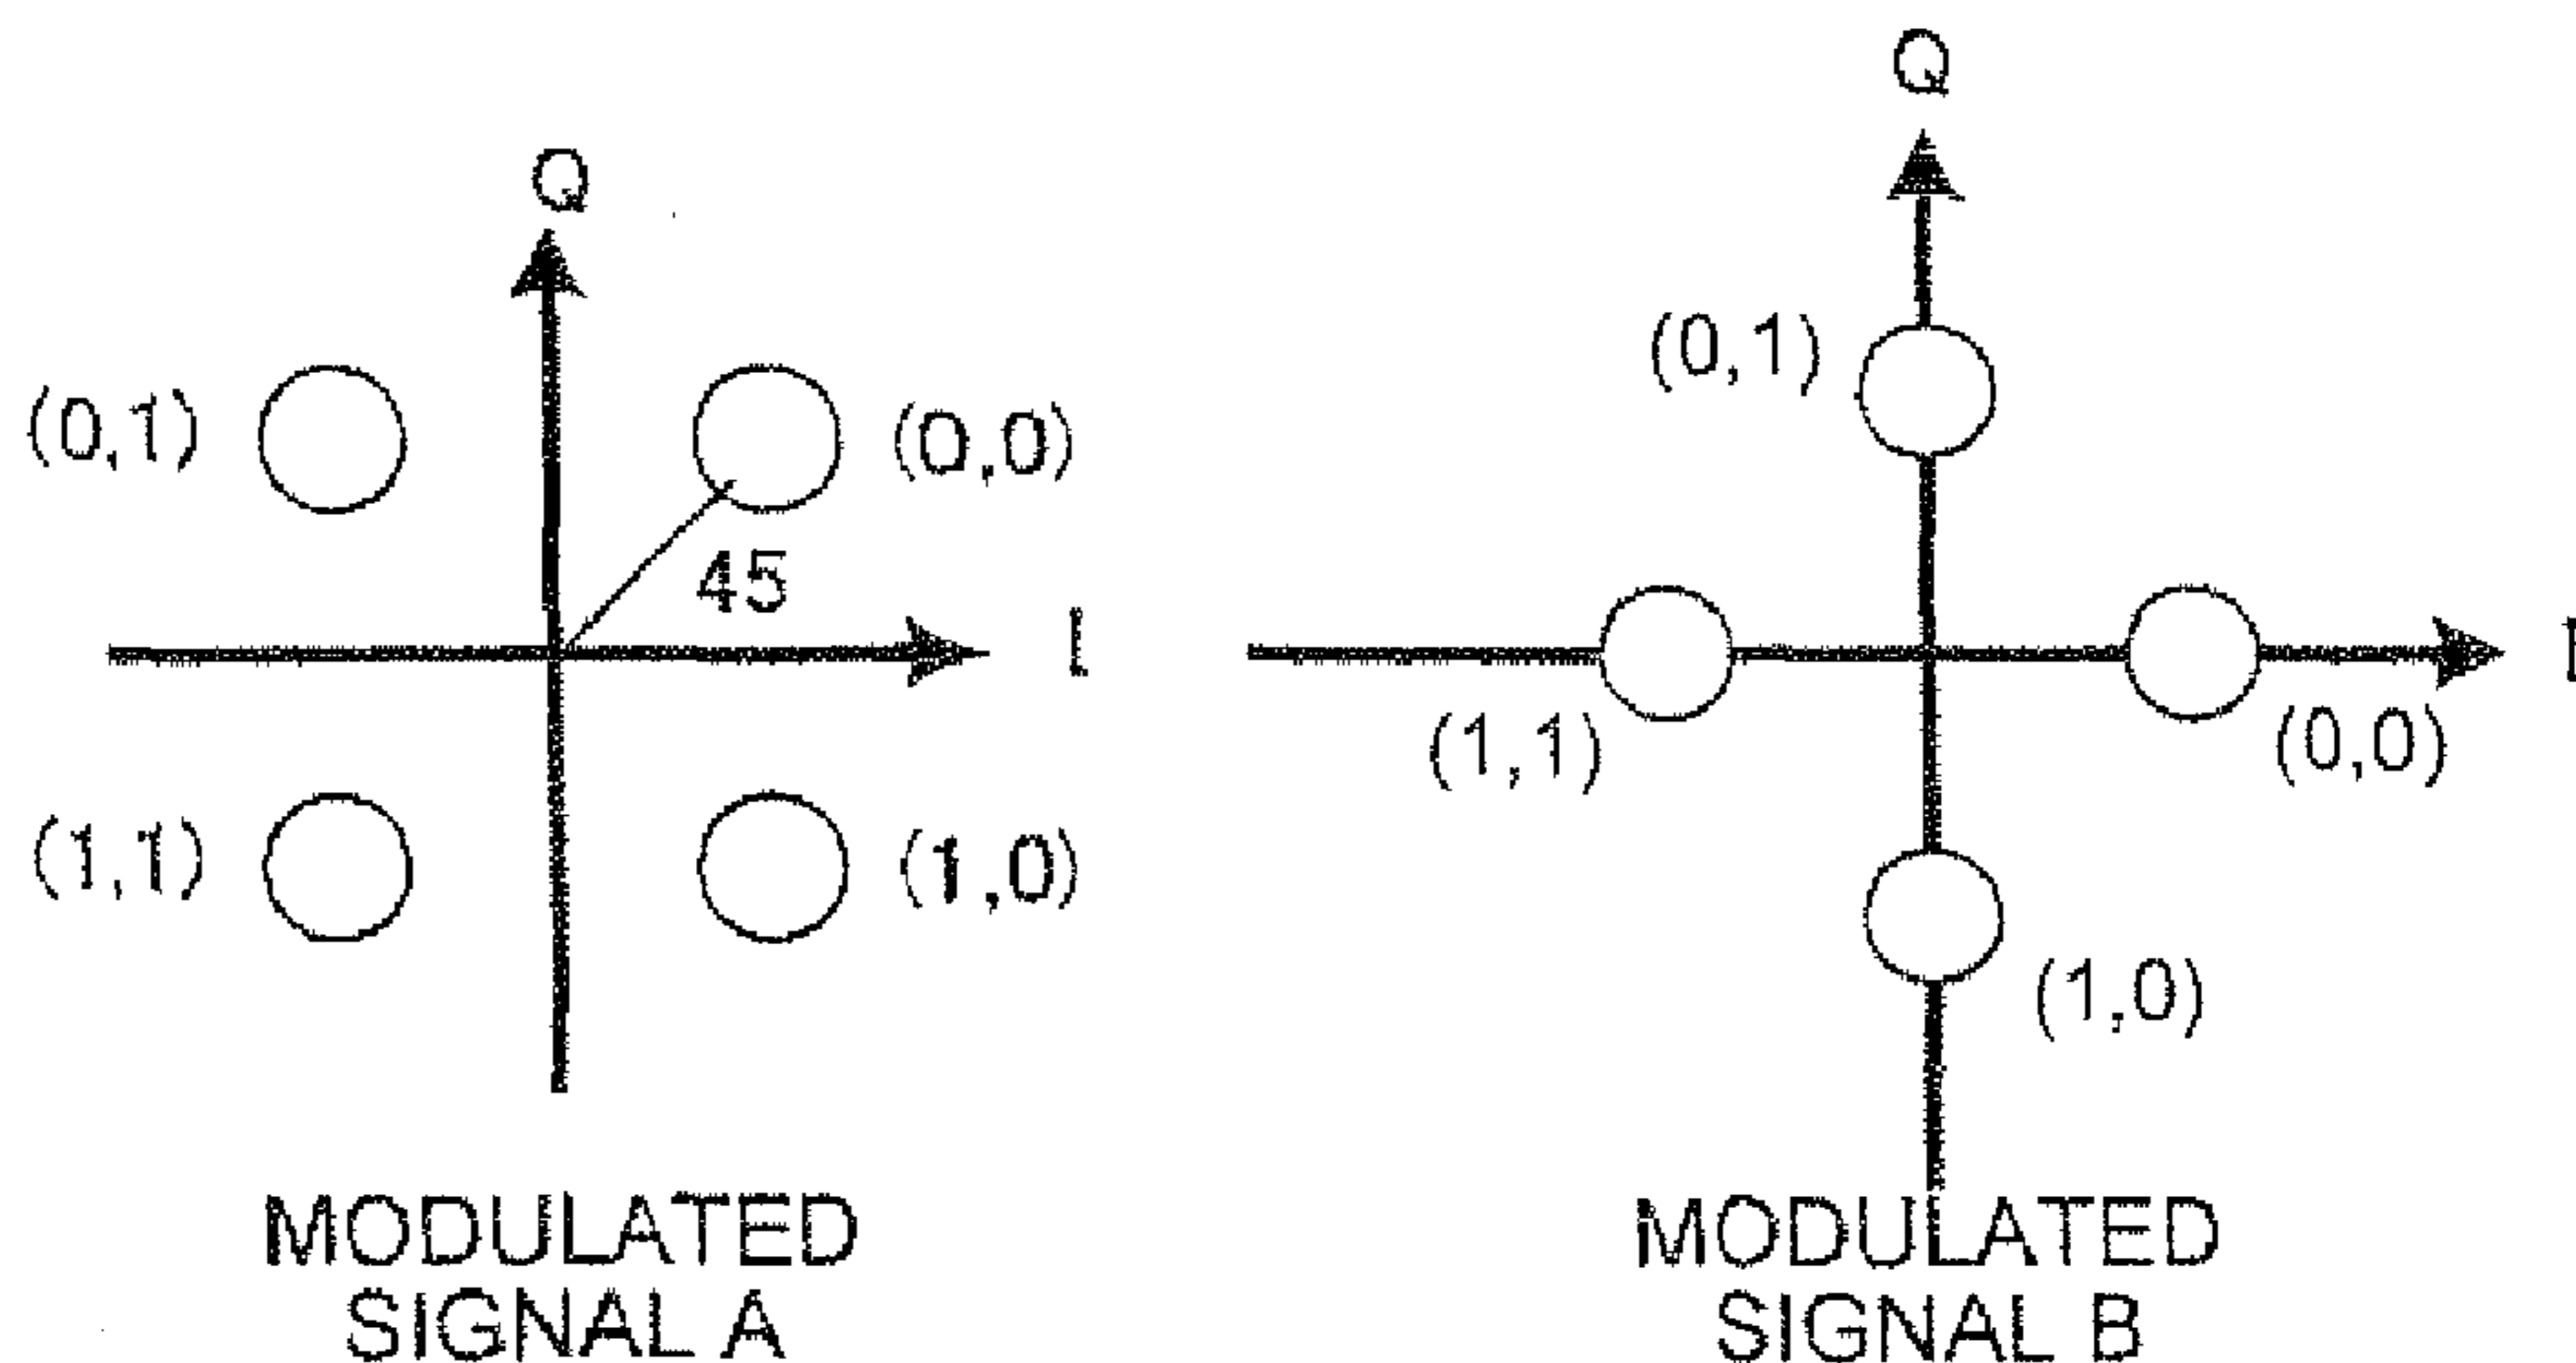 Q
(0,1)
(0,0)
45
I
(1,1)
(1,0)
MODULATED
SIGNAL A
Q
(0,1)
I
(1,1)
(0,0)
(1,0)
MODULATED
SIGNAL B